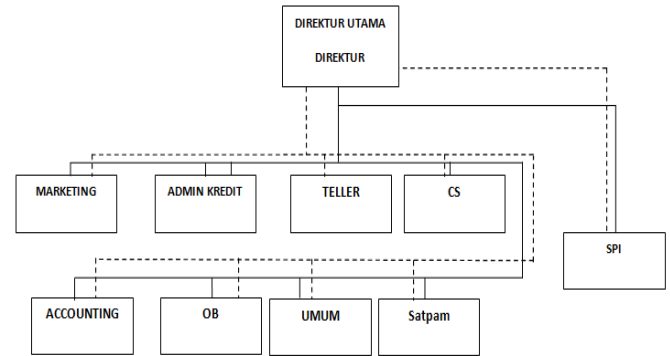 DIREKTUR UTAMA
DIREKTUR
MARKETING
ADMIN KREDIT
TELLER
CS
SPI
ACCOUNTING
OB
UMUM
Satpam